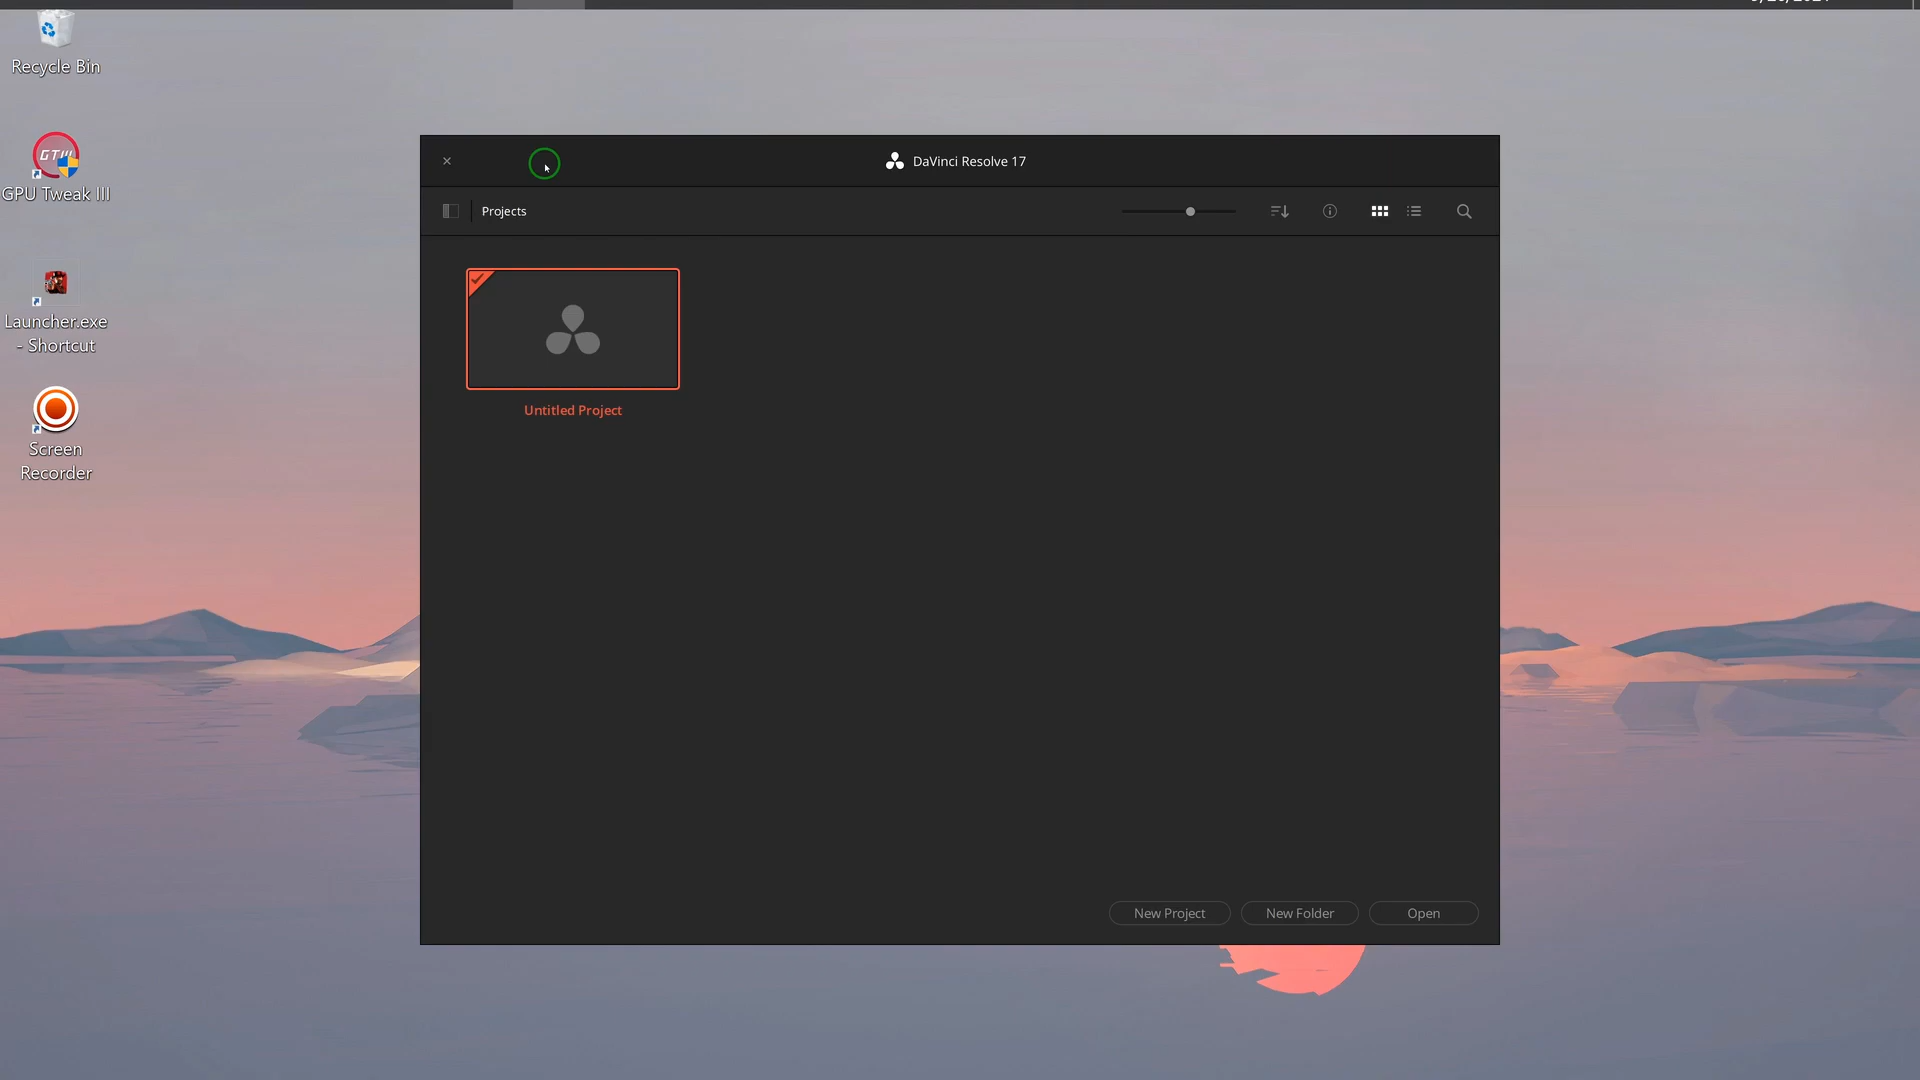 Recycle Bin
GTIII
GPU Tweak III
Launcher.exe
- Shortcut
Screen
Recorder
DaVinci Resolve 17
Projects
Untitled Project
New Project
New Folder
Open